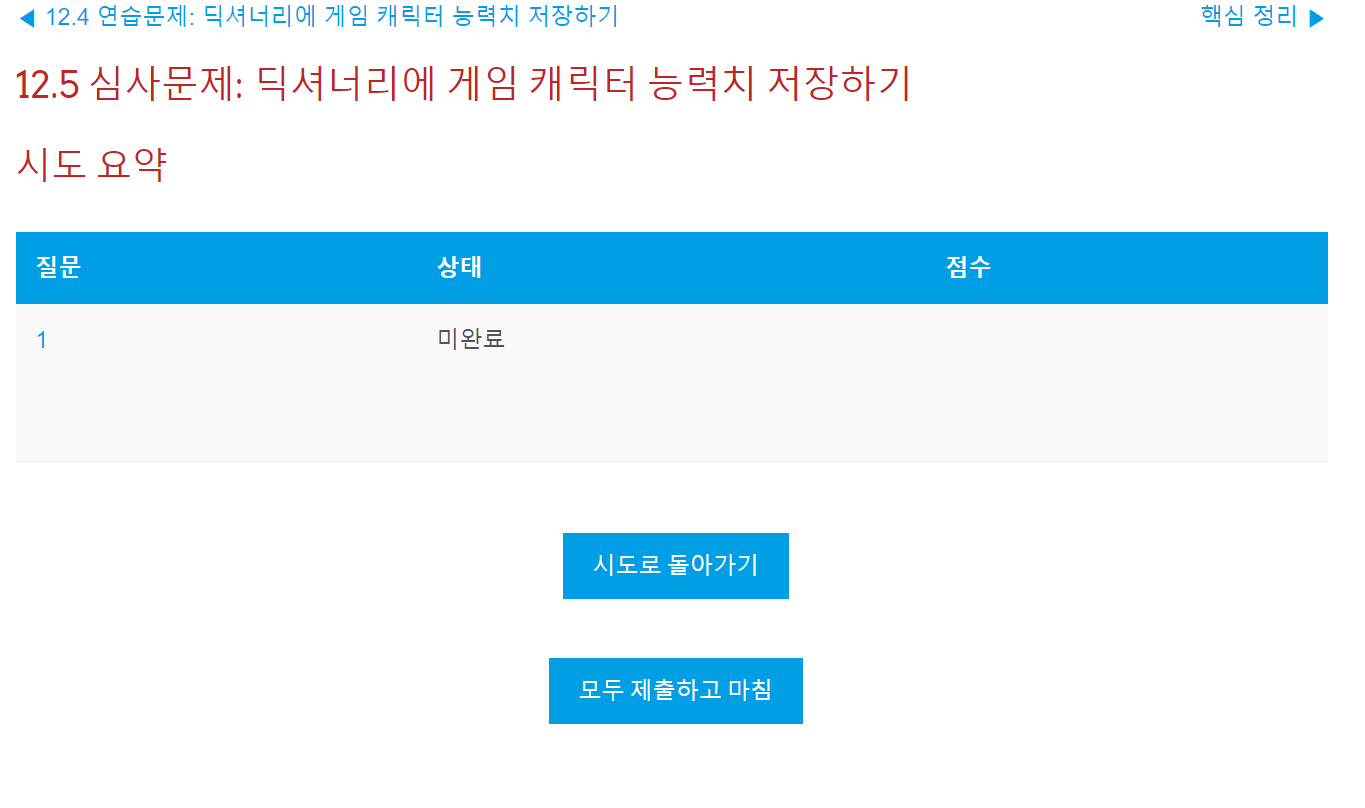 ◀ 12.4 연습문제: 딕셔너리에 게임 캐릭터 능력치 저장하기 핵심 정리 ▶
12.5 심사문제: 딕셔너리에 게임 캐릭터 능력치 저장하기
시도 요약
질문 상태 점수
1 미완료
시도로 돌아가기
모두 제출하고 마침